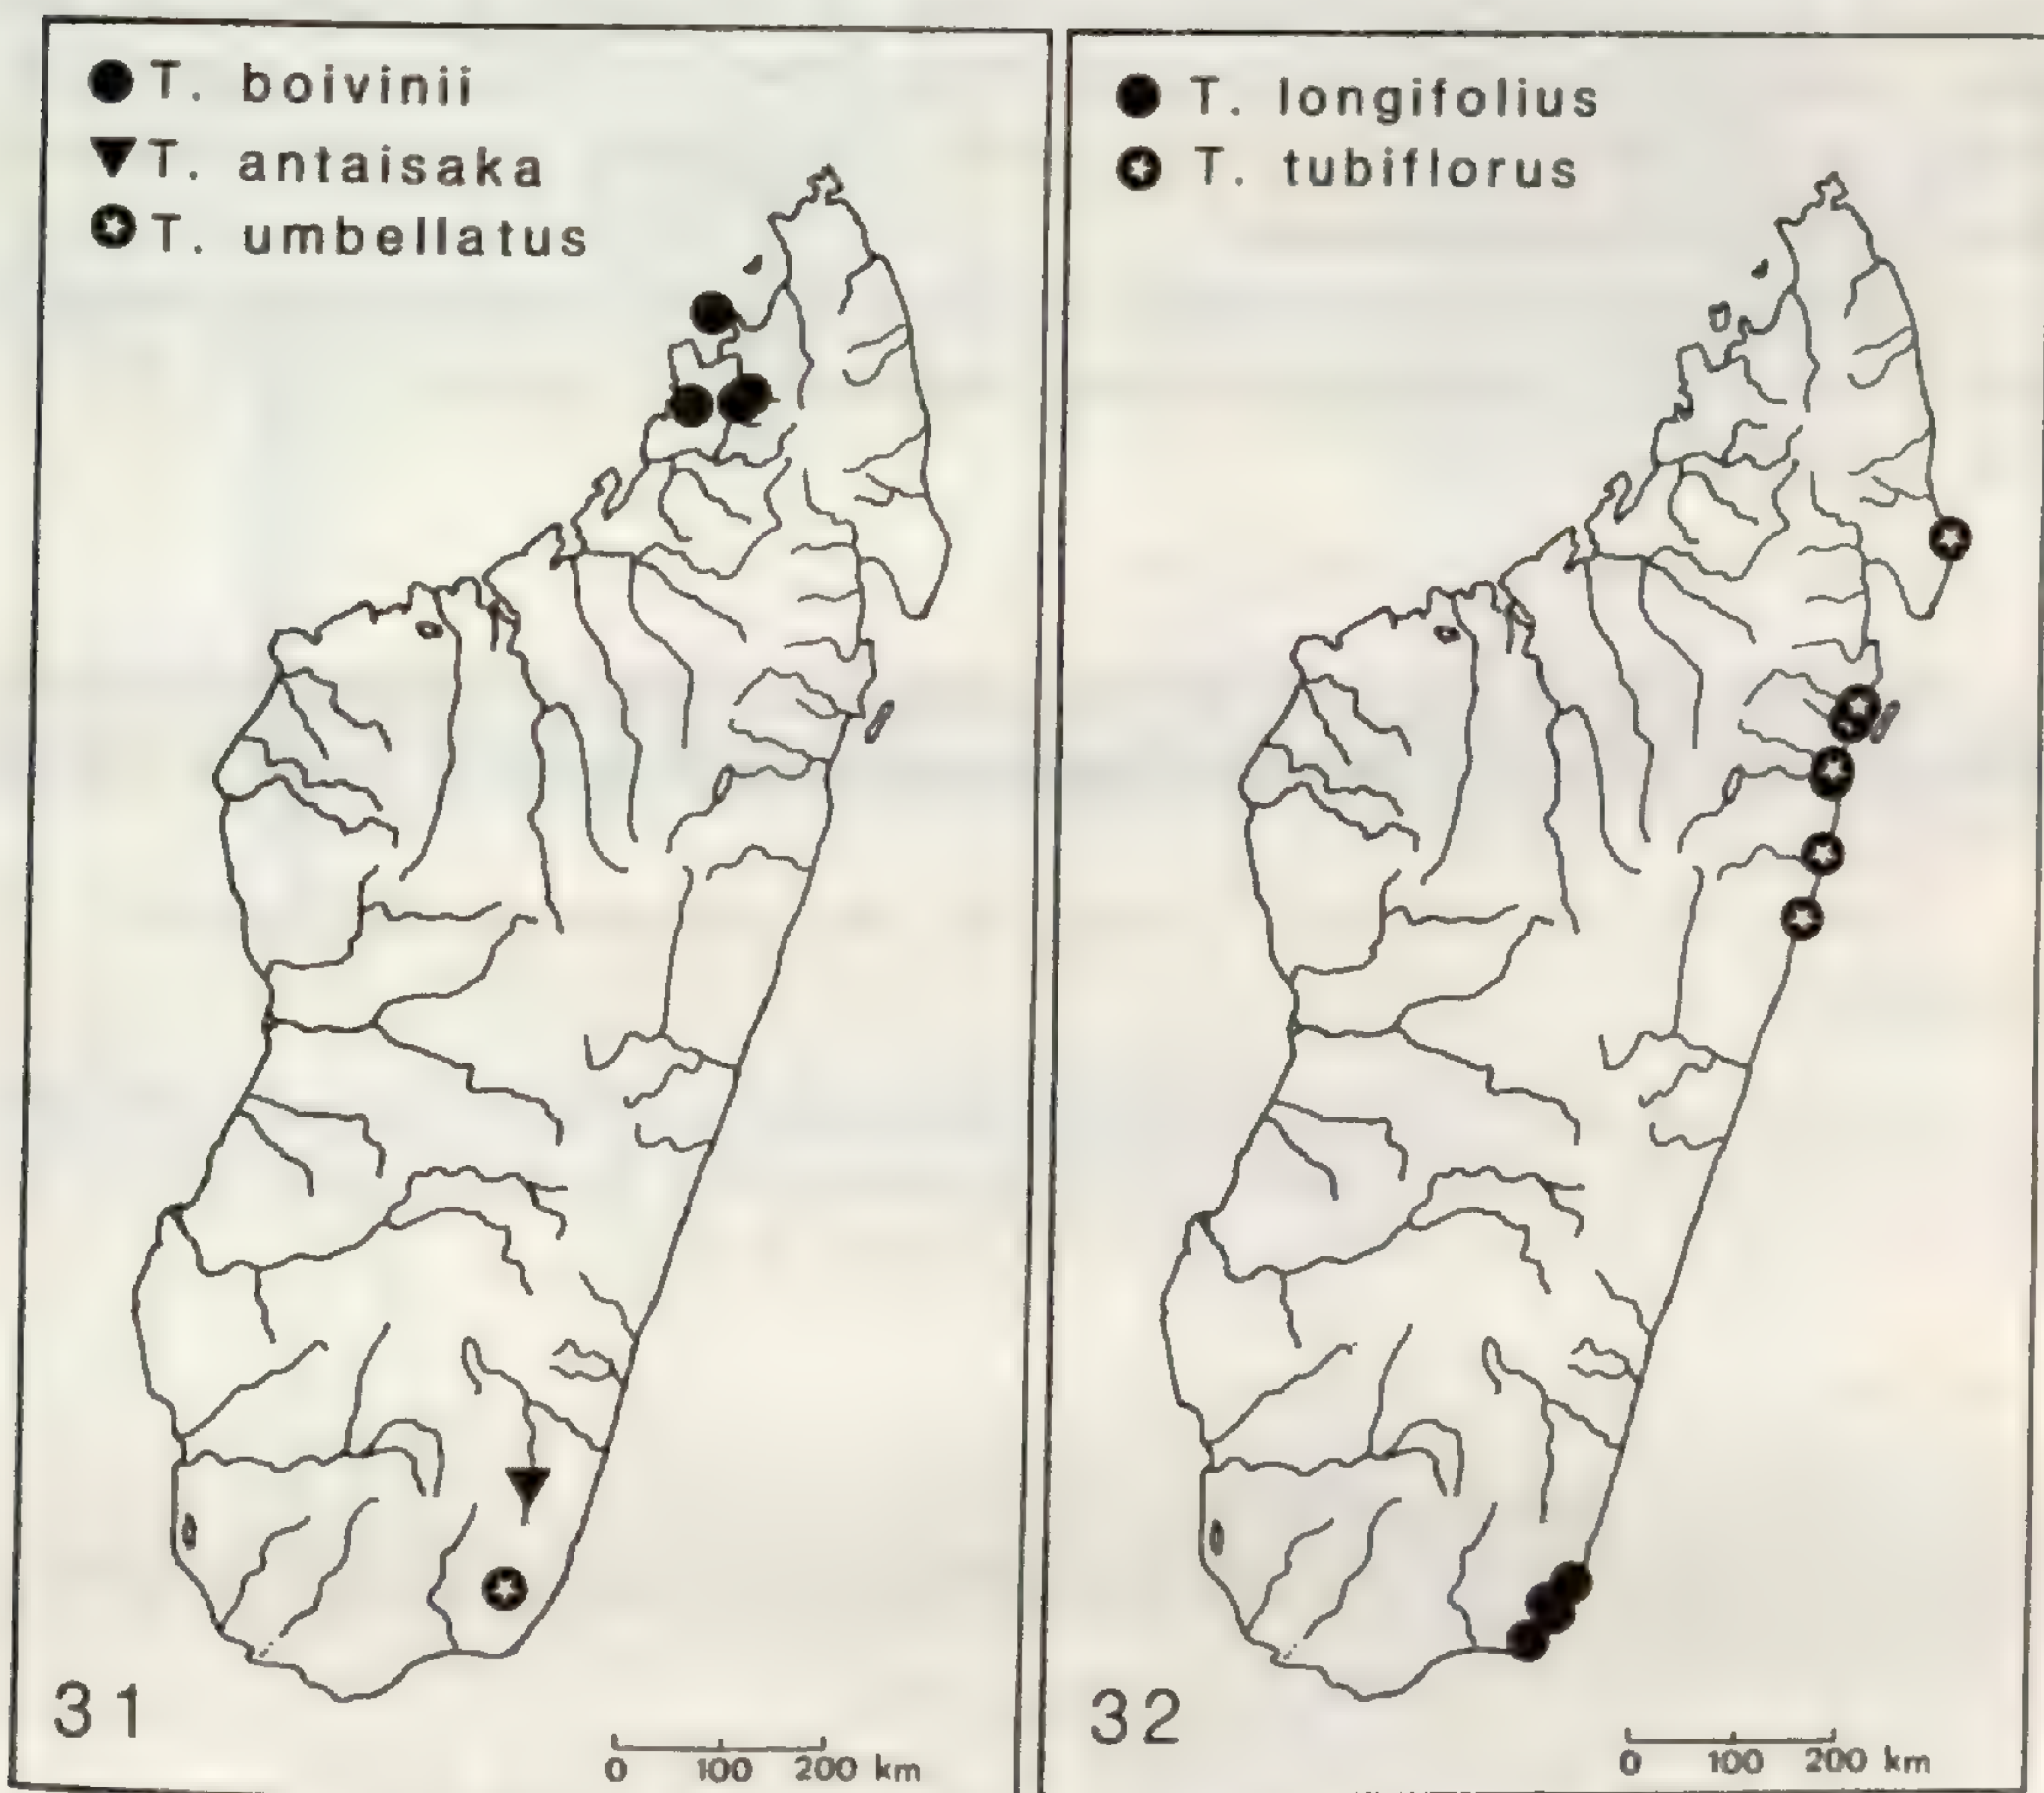 T. boivinii
T. antaisaka
T. umbellatus
31
0 100 200 km
T. longifolius
T. tubiflorus
32
0 100 200 km